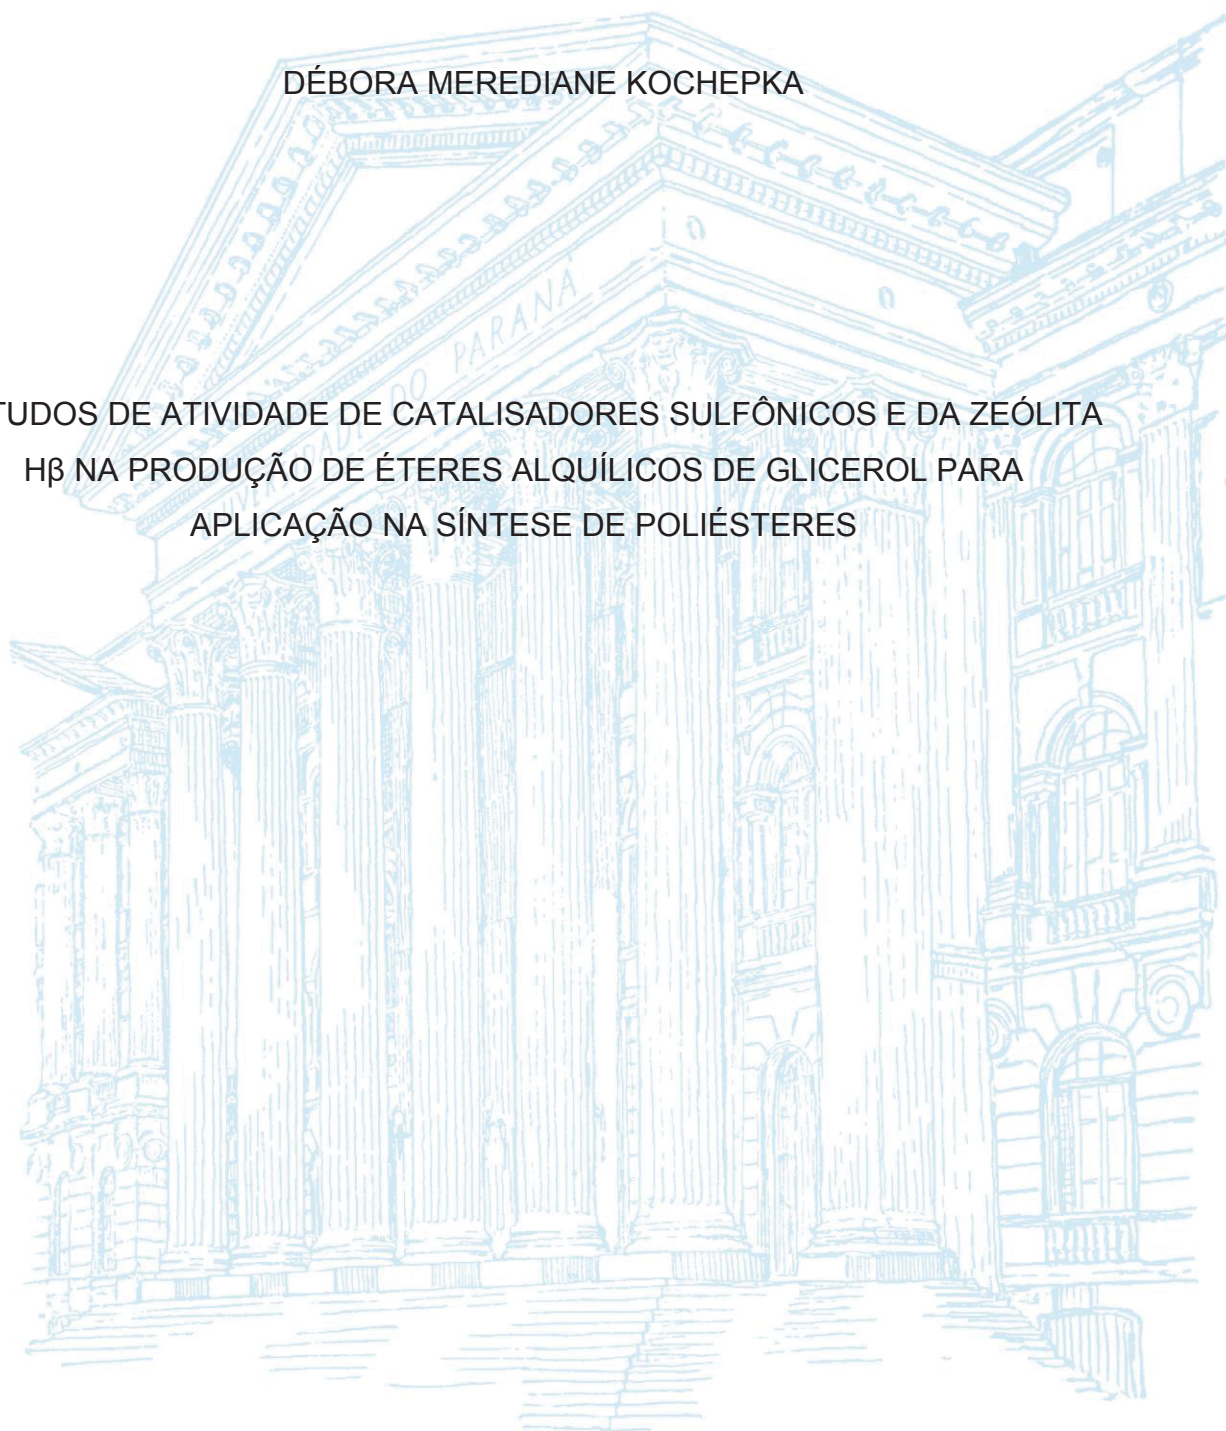 DÉBORA MEREDIANE KOCHEPKA
DO PARANÁ
TUDOS DE ATIVIDADE DE CATALISADORES SULFÔNICOS E DA ZEÓLITA
Hβ NA PRODUÇÃO DE ÉTERES ALQUÍLICOS DE GLICEROL PARA
APLICAÇÃO NA SÍNTESE DE POLIÉSTERES